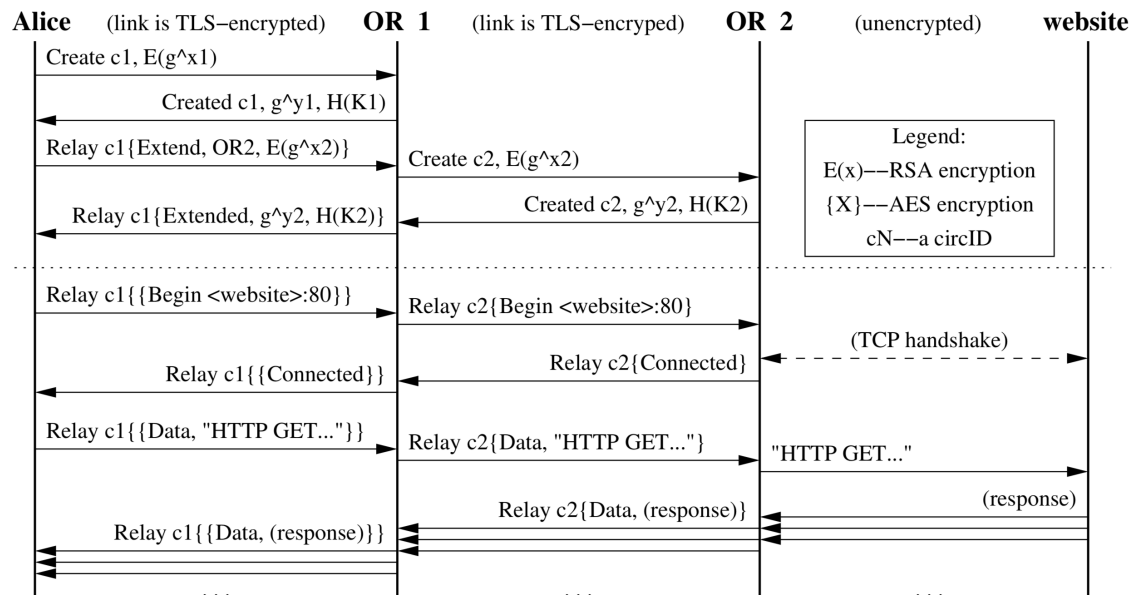 Alice (link is TLS−encrypted) OR 1 (link is TLS−encryped) OR 2 (unencrypted) website
Create c1, E(g^x1)
Created c1, g^y1, H(K1)
Relay c1{Extend, OR2, E(g^x2)}
Create c2, E(g^x2)
Created c2, g^y2, H(K2)
Relay c1{Extended, g^y2, H(K2)}
Legend:
E(x)−−RSA encryption
{X}−−AES encryption
cN−−a circID
Relay c1{{Begin <website>:80}}
Relay c2{Begin <website>:80}
(TCP handshake)
Relay c2{Connected}
Relay c1{{Connected}}
Relay c1{{Data, "HTTP GET..."}}
Relay c2{Data, "HTTP GET..."}
"HTTP GET..."
(response)
Relay c2{Data, (response)}
Relay c1{{Data, (response)}}
. . . . . . . . .